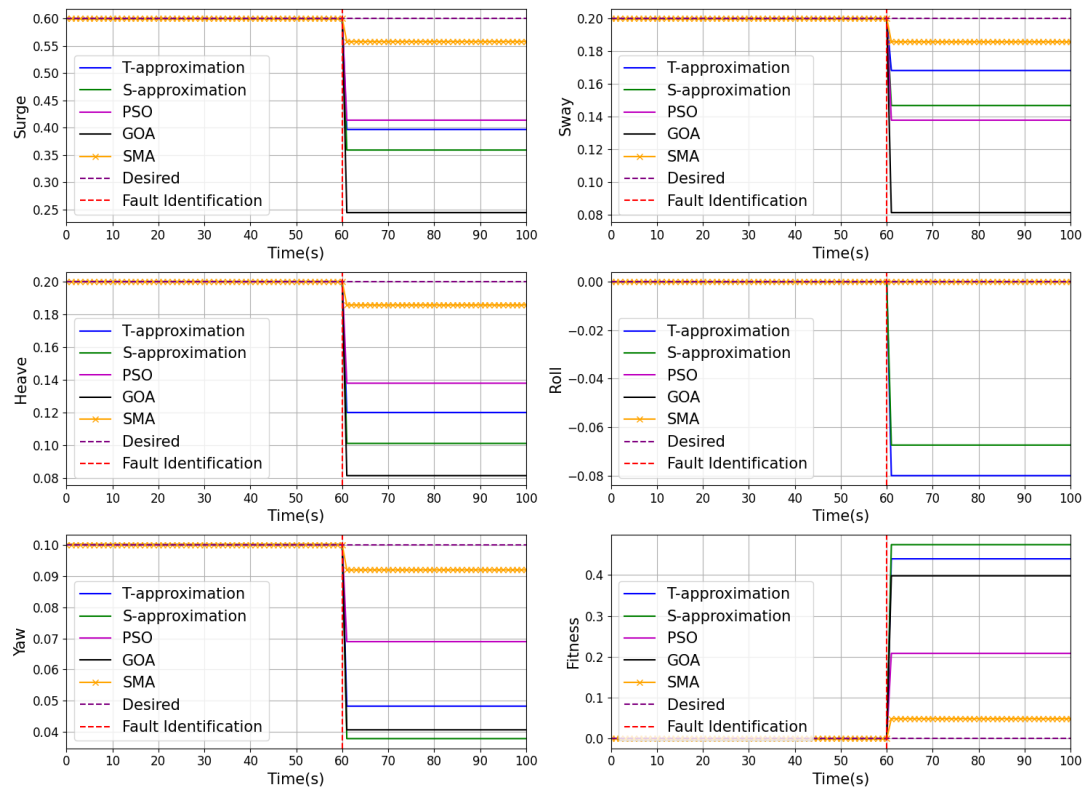 0.60
0.55
0.50
0.45
0.40
0.35
0.30
0.25
Surge
T-approximation
S-approximation
PSO
GOA
SMA
Desired
Fault Identification
0 10 20 30 40 50 60 70 80 90 100
Time(s)
0.20
0.18
0.16
0.14
0.12
0.10
0.08
Sway
T-approximation
S-approximation
PSO
GOA
SMA
Desired
Fault Identification
0 10 20 30 40 50 60 70 80 90 100
Time(s)
0.20
0.18
0.16
0.14
0.12
0.10
0.08
Heave
T-approximation
S-approximation
PSO
GOA
SMA
Desired
Fault Identification
0 10 20 30 40 50 60 70 80 90 100
Time(s)
0.00
−0.02
−0.04
−0.06
−0.08
Roll
T-approximation
S-approximation
PSO
GOA
SMA
Desired
Fault Identification
0 10 20 30 40 50 60 70 80 90 100
Time(s)
0.10
0.09
0.08
0.07
0.06
0.05
0.04
Yaw
T-approximation
S-approximation
PSO
GOA
SMA
Desired
Fault Identification
0 10 20 30 40 50 60 70 80 90 100
Time(s)
0.4
0.3
0.2
0.1
0.0
Fitness
T-approximation
S-approximation
PSO
GOA
SMA
Desired
Fault Identification
0 10 20 30 40 50 60 70 80 90 100
Time(s)